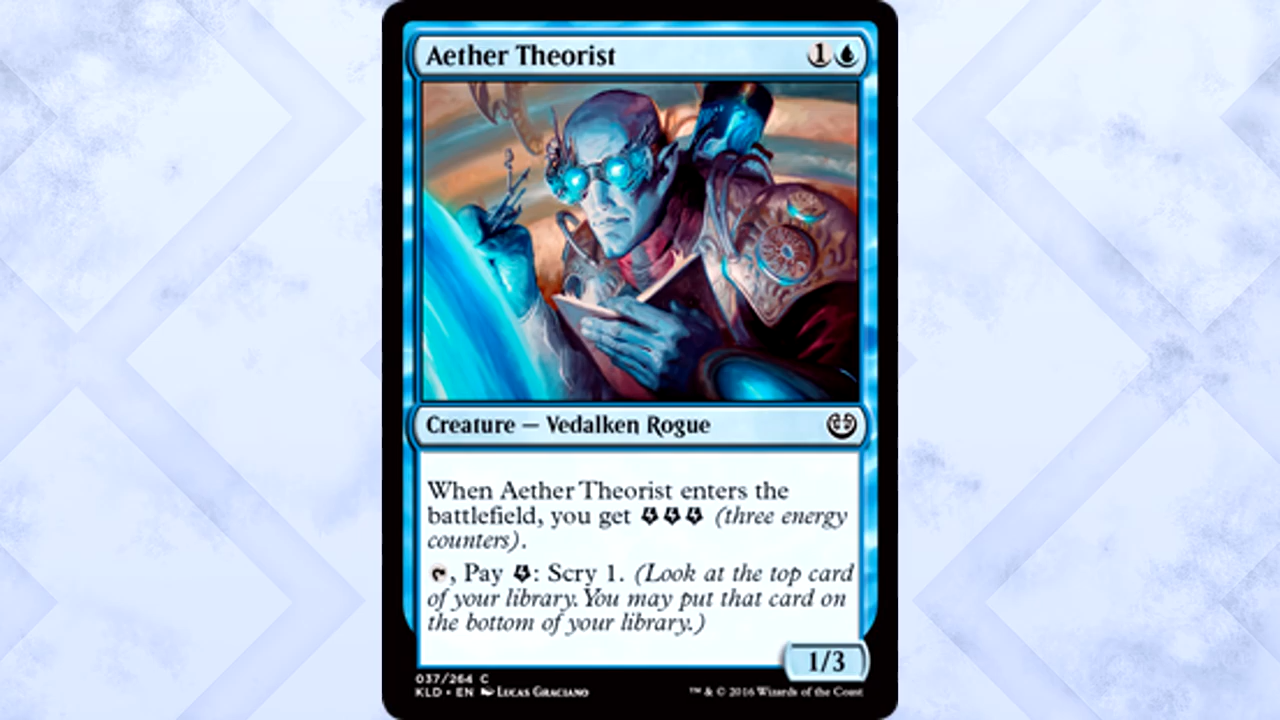 Aether Theorist 1
Creature — Vedalken Rogue
When Aether Theorist enters the
battlefield, you get (three energy
counters).
, Pay : Scry 1. (Look at the top card
of your library. You may put that card on
the bottom of your library.)
1/3
037/264 C
KLD • EN Lucas Graciano
™ & © 2016 Wizards of the Coast